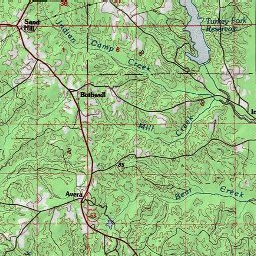 Sand
Hill
Indian Camp Creek
Turkey Fork
Reservoir
Bothwell
Mill Creek
Avera
Bear Creek